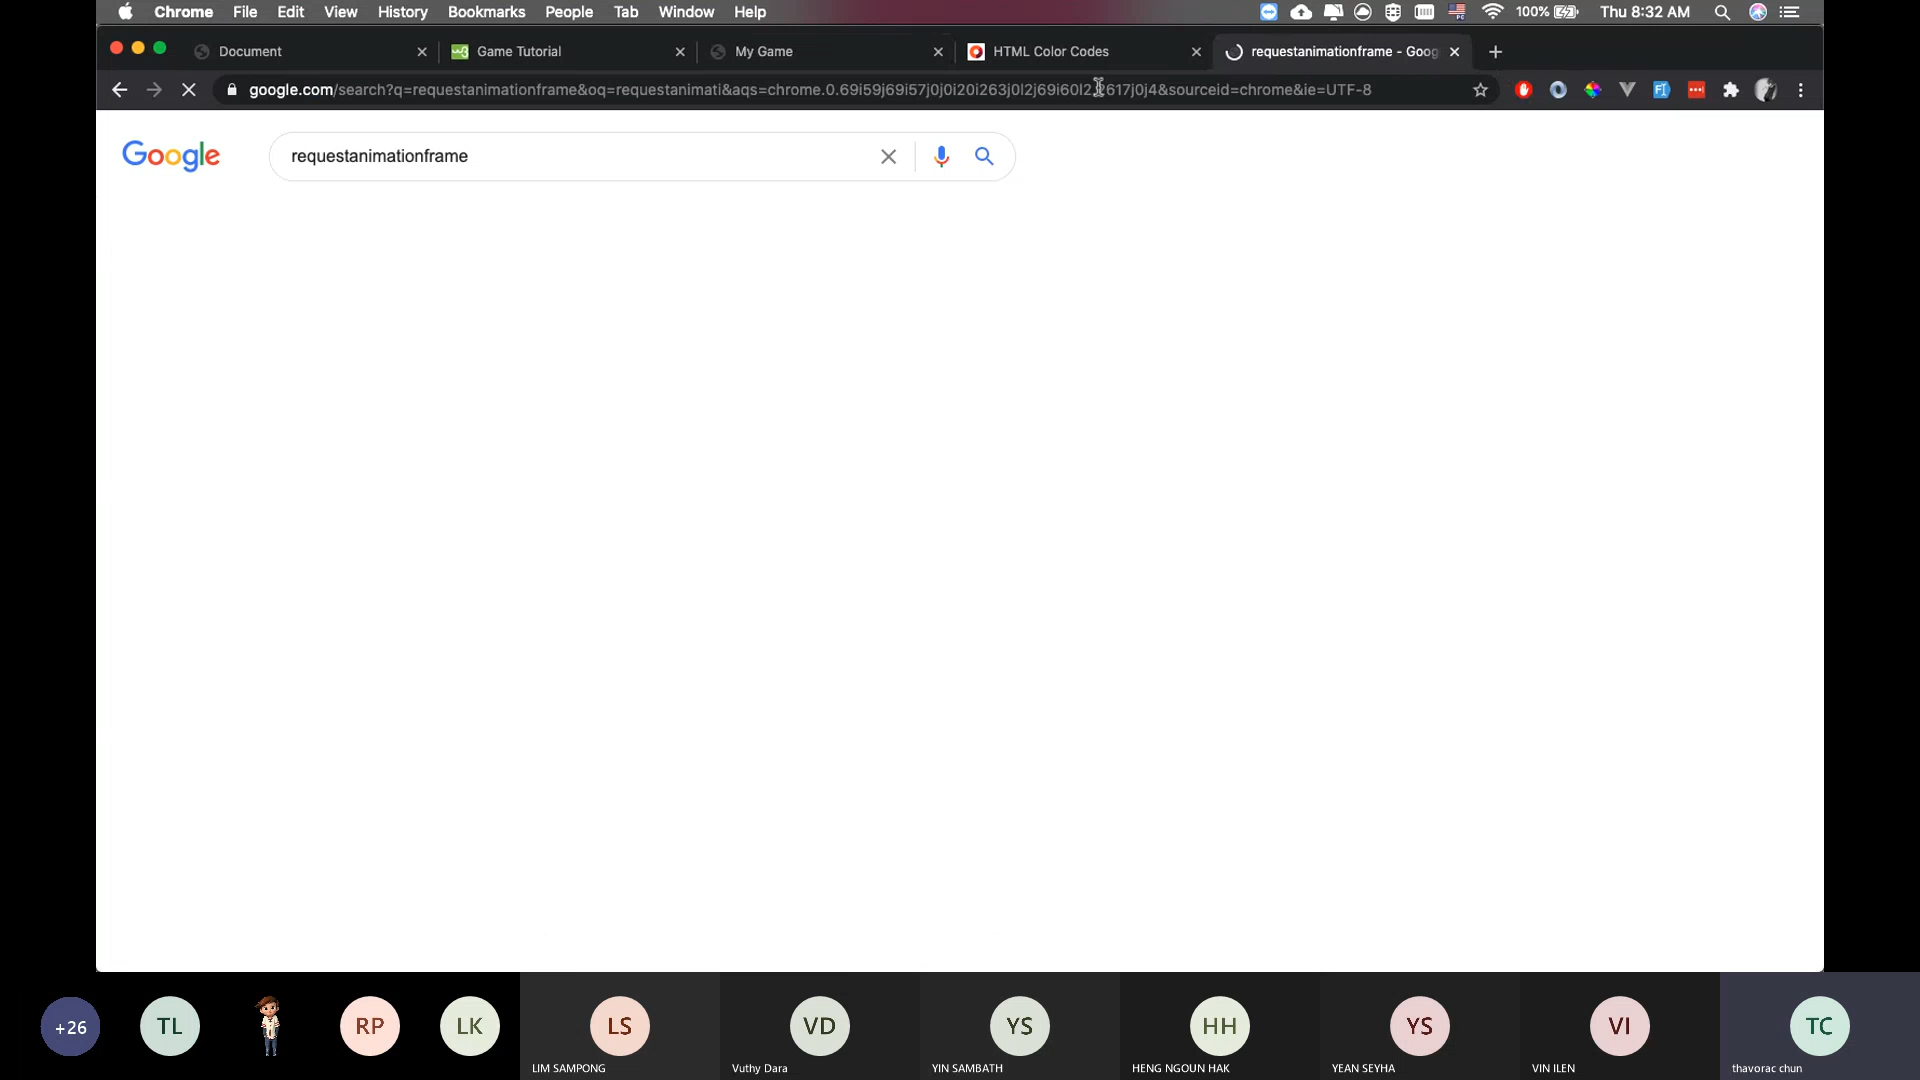 Chrome File Edit View History Bookmarks People Tab Window Help 100% Thu 8:32 AM
Document Game Tutorial My Game HTML Color Codes requestanimationframe - Goog
google.com/search?q=requestanimationframe&oq=requestanimati&aqs=chrome.0.69i59j69i57j0j0i20i263j0l2j69i60l2.2617j0j4&sourceid=chrome&ie=UTF-8
Google requestanimationframe
+26 TL RP LK LS VD YS HH YS VI TC
LIM SAMPONG Vuthy Dara YIN SAMBATH HENG NGOUN HAK YEAN SEYHA VIN ILEN thavorac chun